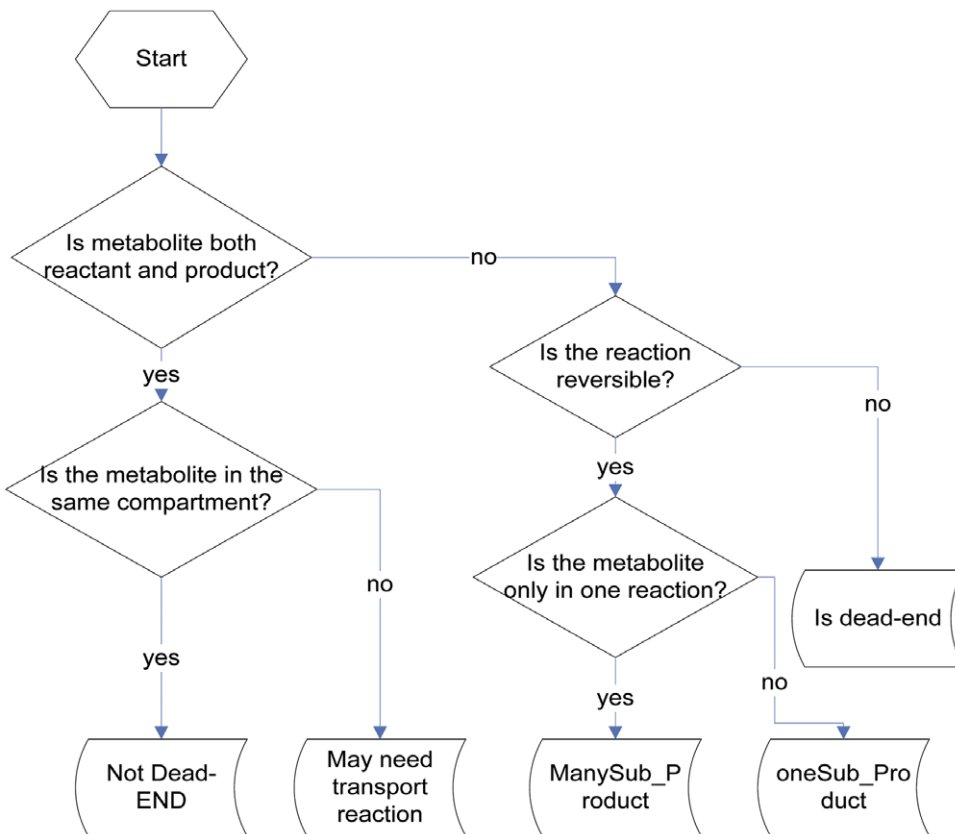 Start
Is metabolite both
reactant and product?
no
yes
Is the reaction
reversible?
no
yes
Is the metabolite in the
same compartment?
no
yes
Is the metabolite
only in one reaction?
Is dead-end
yes
no
Not Dead-
END
May need
transport
reaction
ManySub_P
roduct
oneSub_Pro
duct